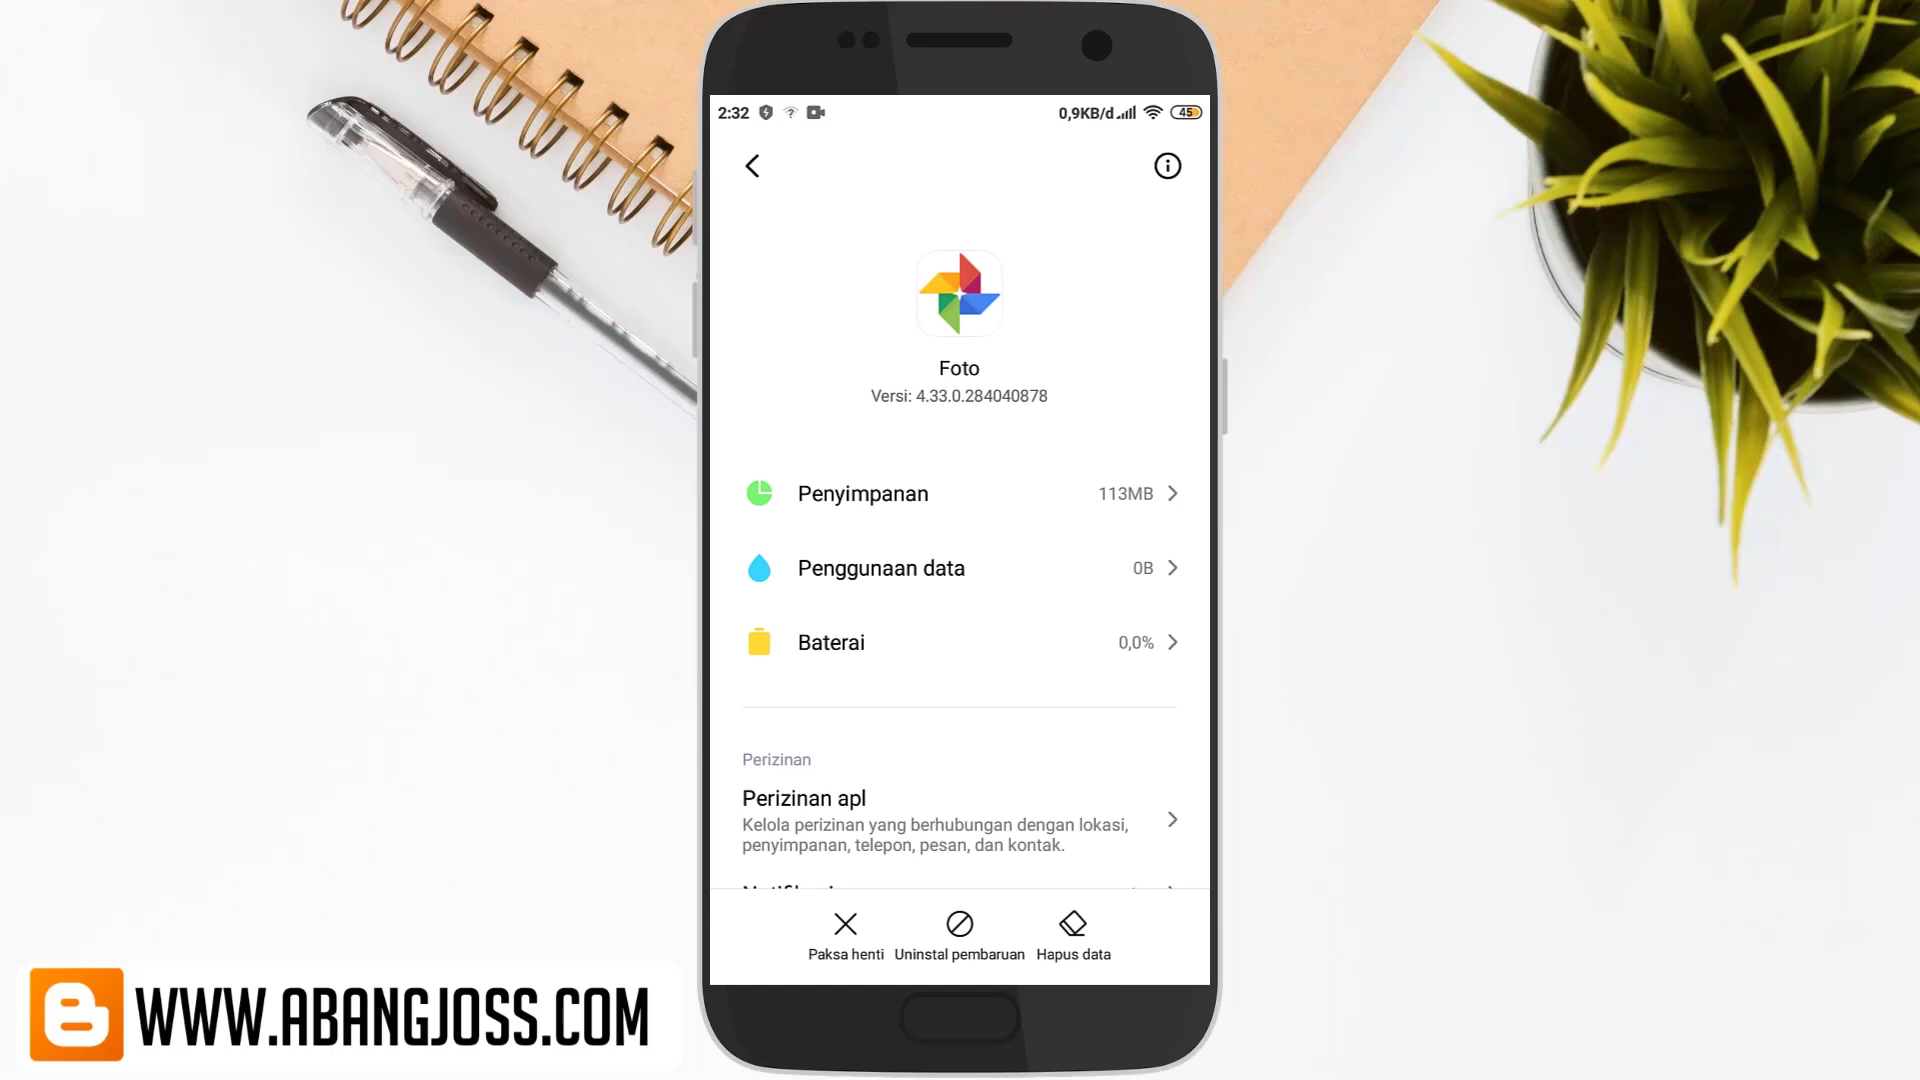 2:32
0,9KB/d
45
Foto
Versi: 4.33.0.284040878
Penyimpanan 113MB
Penggunaan data 0B
Baterai 0,0%
Perizinan
Perizinan apl
Kelola perizinan yang berhubungan dengan lokasi,
penyimpanan, telepon, pesan, dan kontak.
Paksa henti Uninstal pembaruan Hapus data
WWW.ABANGJOSS.COM